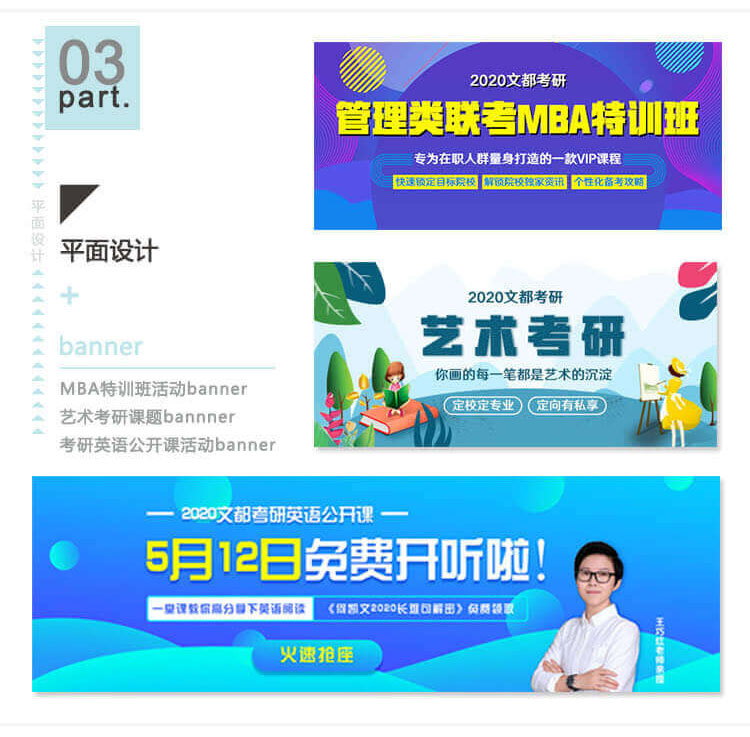 03
part.
平面设计
平面设计
+
banner
MBA特训班活动banner
艺术考研课题bannner
考研英语公开课活动banner
2020文都考研
管理类联考MBA特训班
专为在职人群量身打造的一款VIP课程
快速锁定目标院校 解锁院校独家资讯 个性化备考攻略
2020文都考研
艺术考研
你画的每一笔都是艺术的沉淀
定校定专业 定向有私享
2020文都考研英语公开课
5月12日免费开听啦!
一堂课教你高分拿下英语阅读 《何凯文2020长难句解密》免费领取
火速抢座